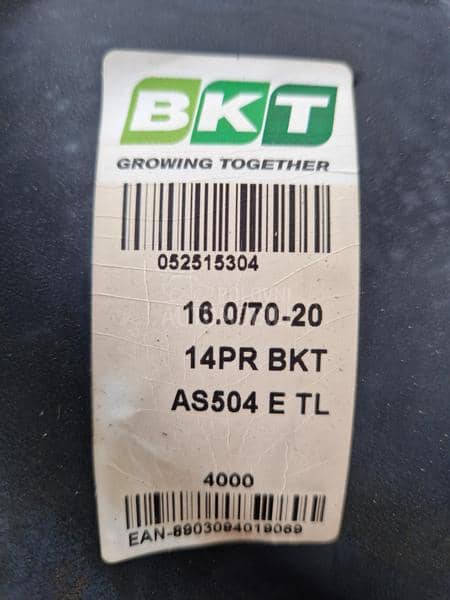 BKT
GROWING TOGETHER
052515304
16.0/70-20
14PR BKT
AS504 E TL
4000
EAN-8903094019069